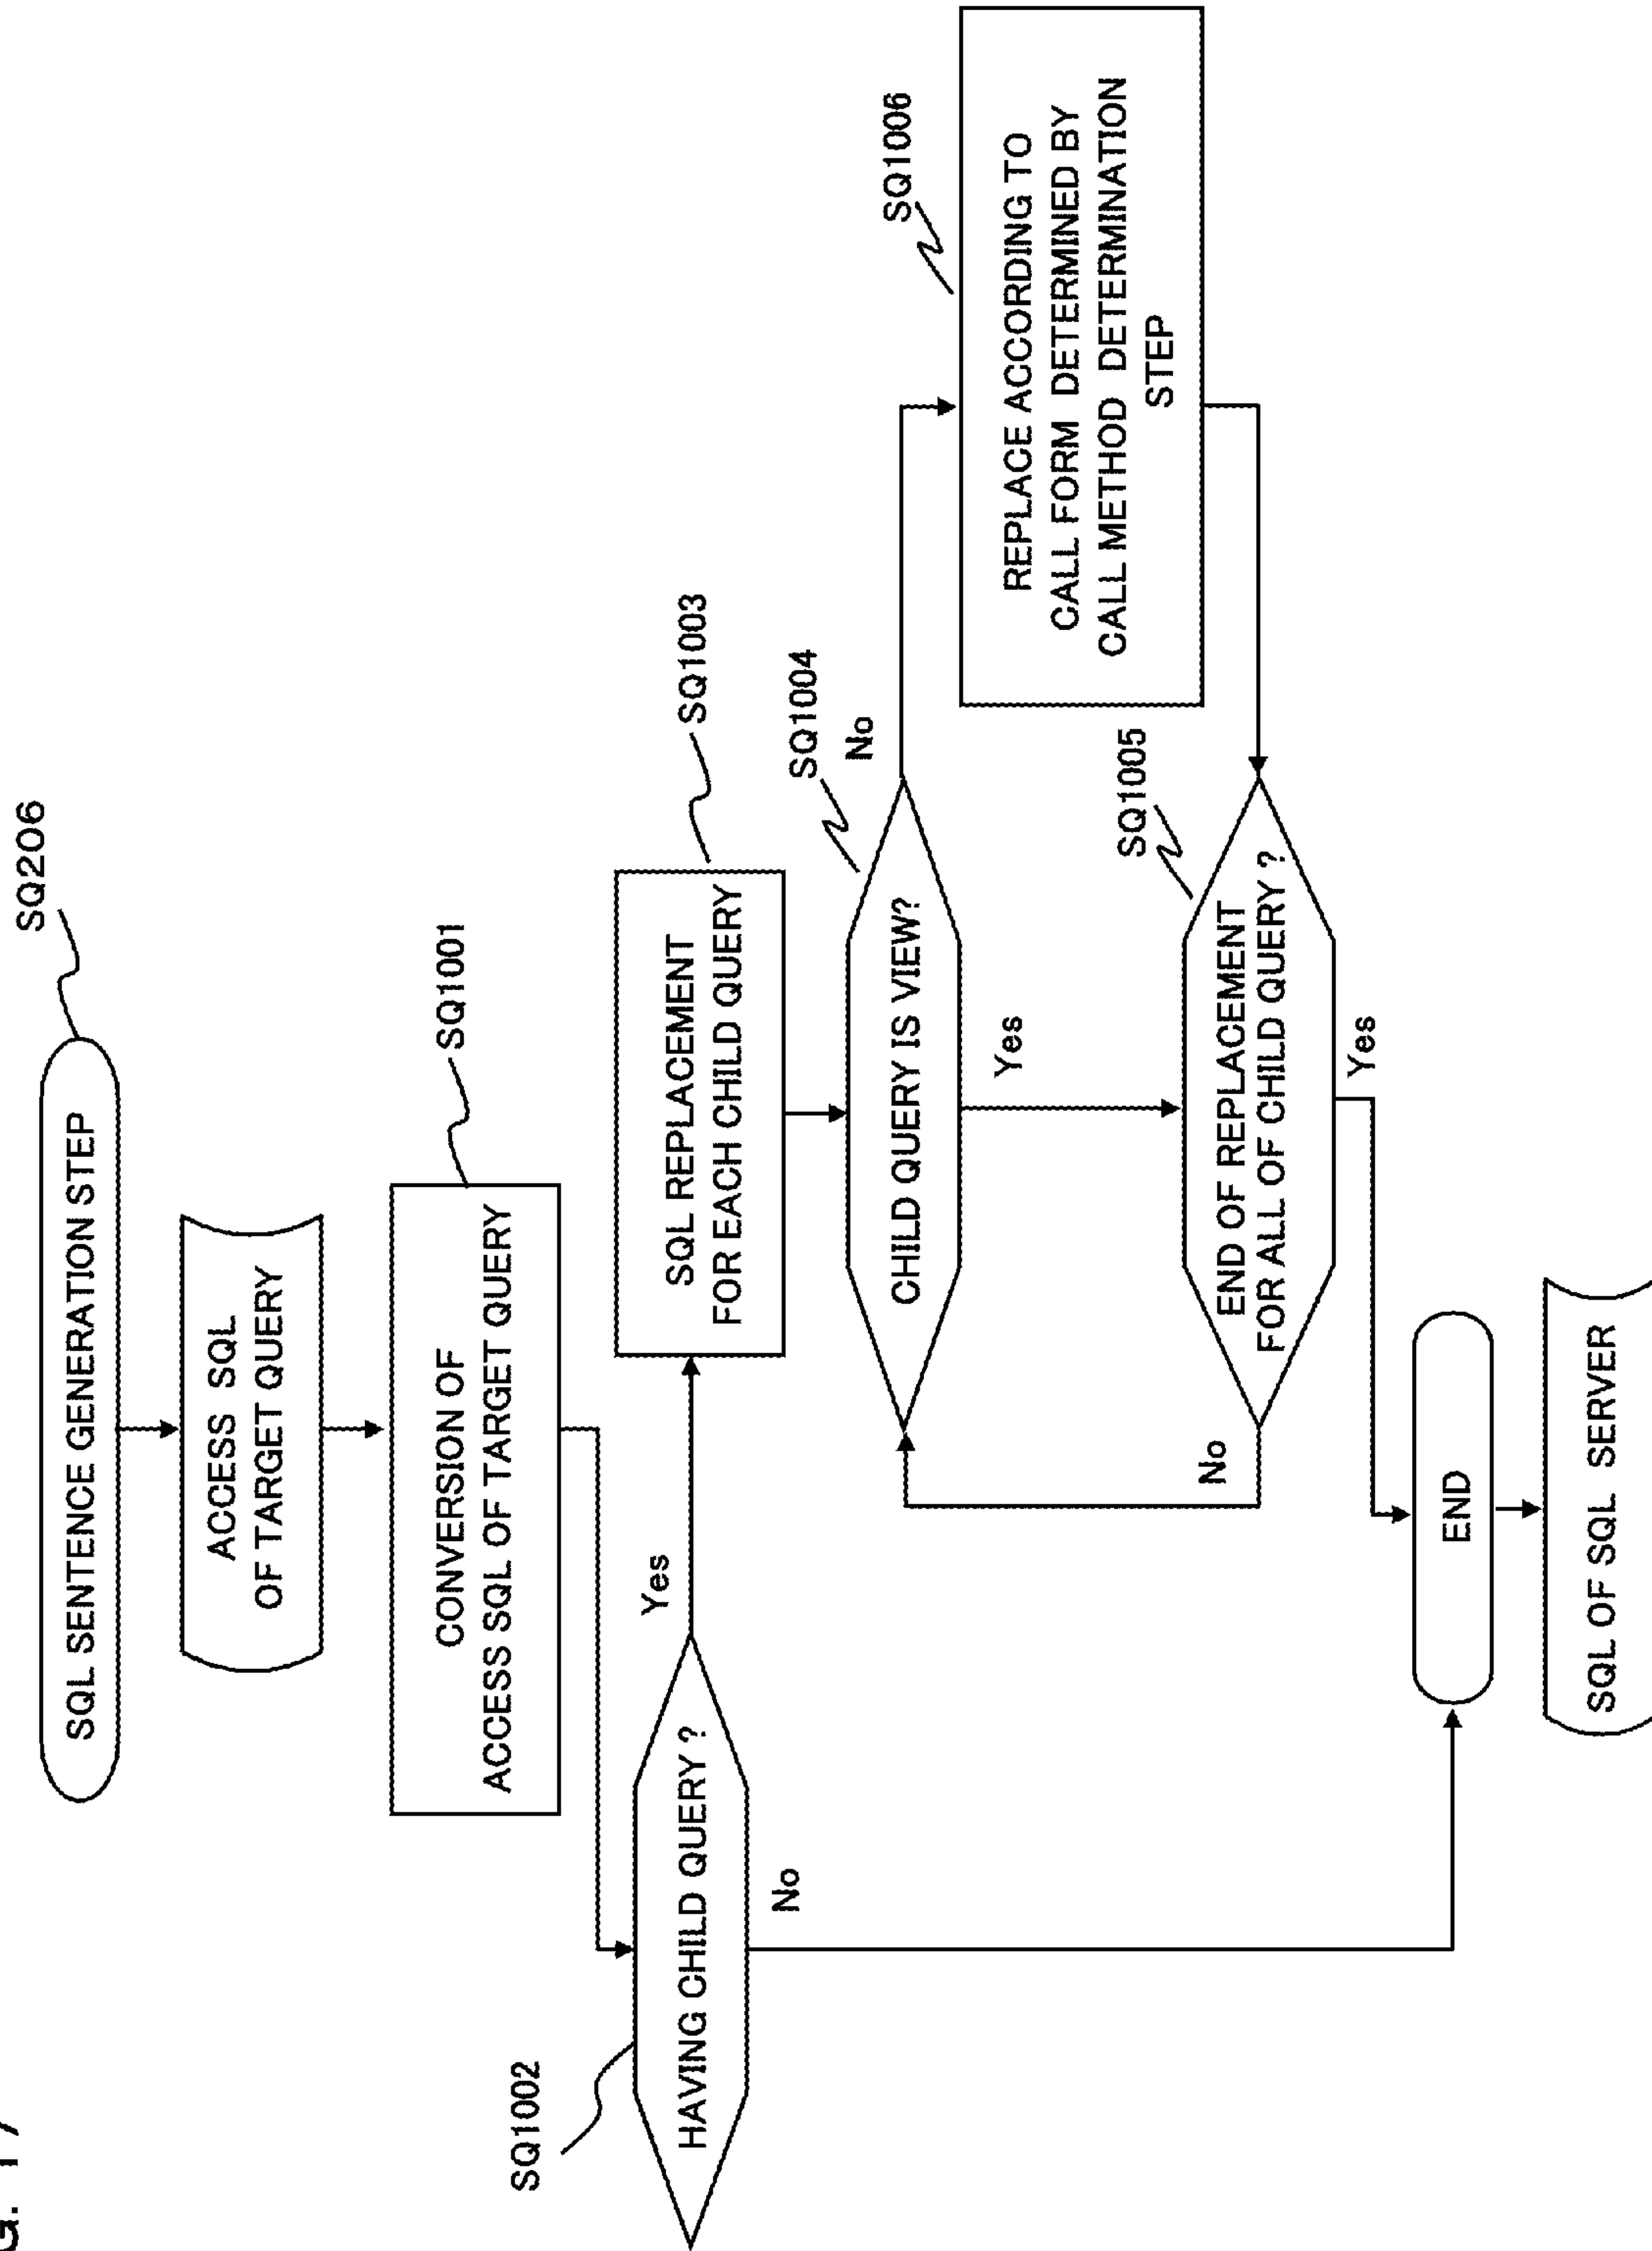 G. 17
SQL SENTENCE GENERATION STEP
SQ206
ACCESS SQL
OF TARGET QUERY
CONVERSION OF
ACCESS SQL OF TARGET QUERY
SQ1001
HAVING CHILD QUERY ?
SQ1002
Yes
No
SQL REPLACEMENT
FOR EACH CHILD QUERY
SQ1003
CHILD QUERY IS VIEW?
SQ1004
No
Yes
REPLACE ACCORDING TO
CALL FORM DETERMINED BY
CALL METHOD DETERMINATION
STEP
SQ1006
END OF REPLACEMENT
FOR ALL OF CHILD QUERY ?
SQ1005
No
Yes
END
SQL OF SQL SERVER